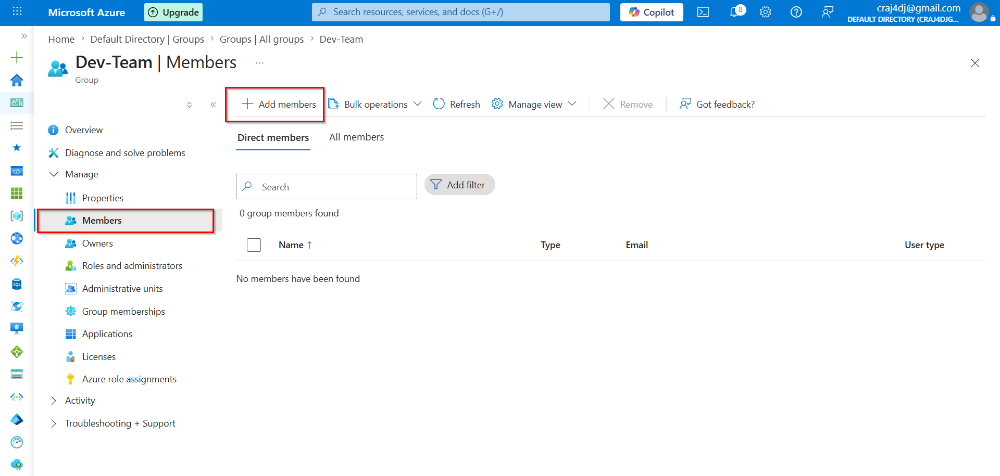 Microsoft Azure
Upgrade
Search resources, services, and docs (G+/)
Copilot
8
craj4dj@gmail.com
DEFAULT DIRECTORY (CRAJ4DJG...
Home > Default Directory | Groups > Groups | All groups > Dev-Team
Dev-Team | Members ...
Group
Add members
Bulk operations
Refresh
Manage view
Remove
Got feedback?
Overview
Diagnose and solve problems
Manage
Properties
Members
Owners
Roles and administrators
Administrative units
Group memberships
Applications
Licenses
Azure role assignments
Activity
Troubleshooting + Support
Direct members
All members
Search
Add filter
0 group members found
Name ↑ Type Email User type
No members have been found
SQL